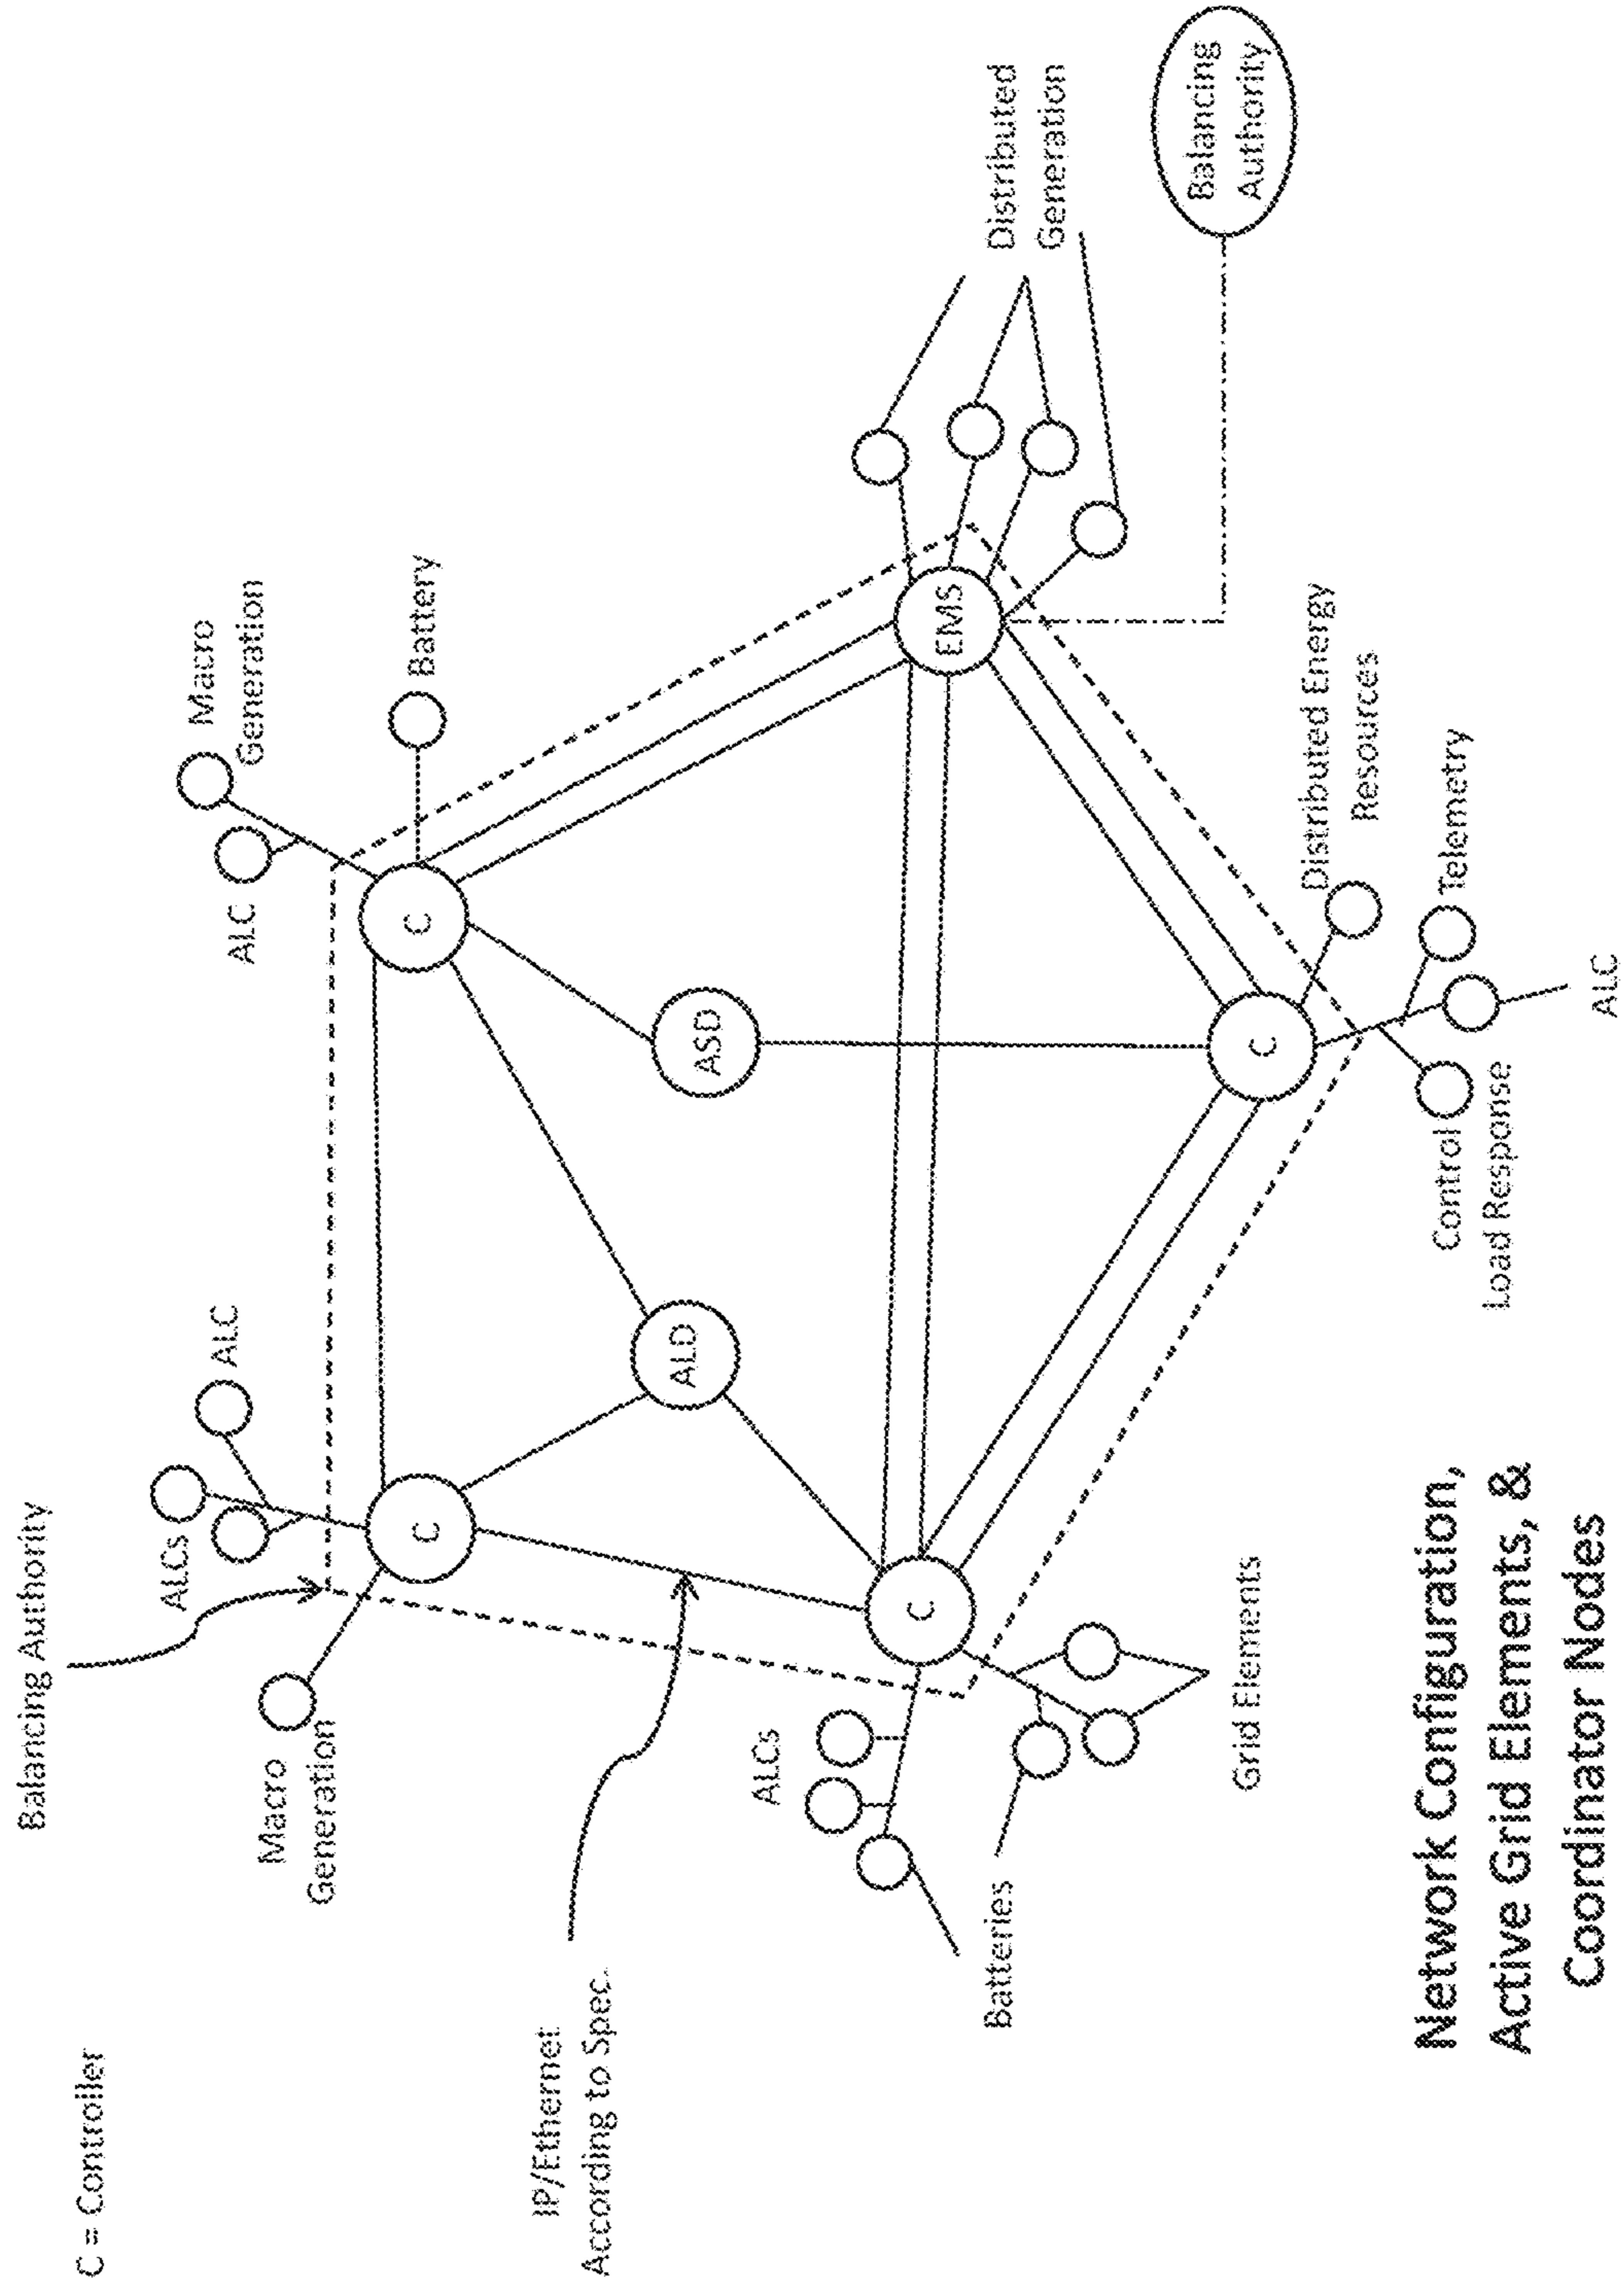 C = Controller
Balancing Authority
ALCs
ALC
Macro
Generation
ALC
Macro
Generation
Battery
IP/Ethernet
According to Spec.
C
C
ALD
ASD
ALCs
C
EMS
Distributed
Generation
Batteries
Grid Elements
C
Distributed Energy
Resources
Telemetry
Control
Load Response
ALC
Balancing
Authority
Network Configuration,
Active Grid Elements, &
Coordinator Nodes